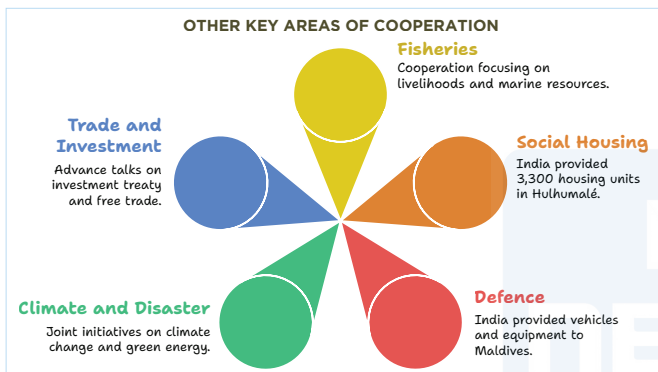 OTHER KEY AREAS OF COOPERATION
Fisheries
Cooperation focusing on
livelihoods and marine resources.
Trade and
Investment
Advance talks on
investment treaty
and free trade.
Social Housing
India provided
3,300 housing units
in Hulhumalé.
Climate and Disaster
Joint initiatives on climate
change and green energy.
Defence
India provided vehicles
and equipment to
Maldives.